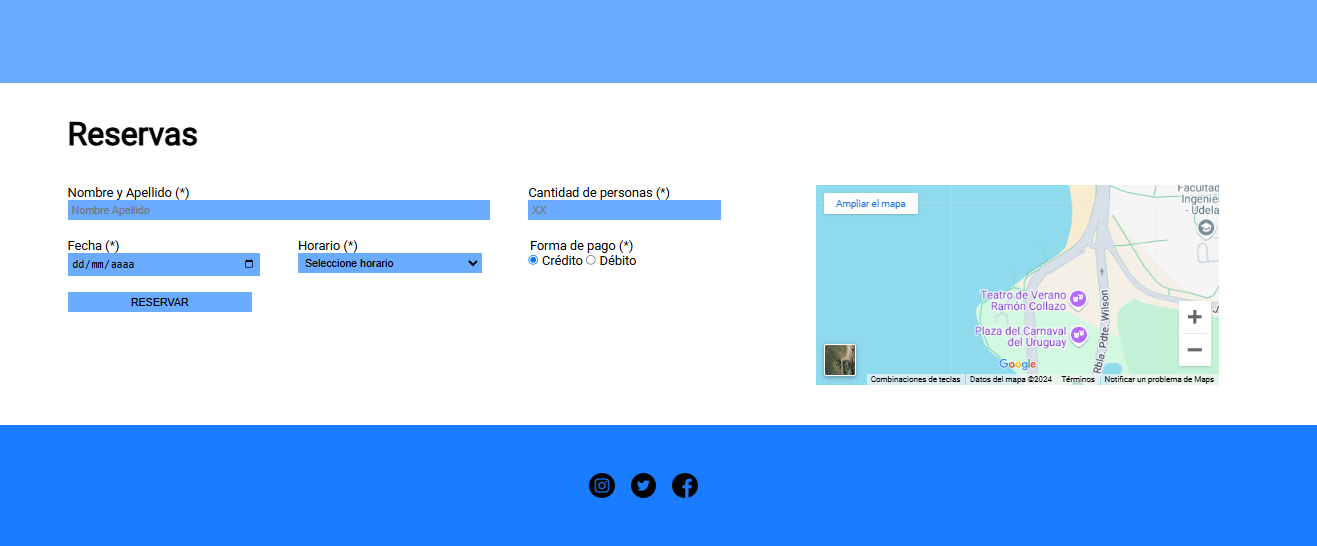 Reservas
Nombre y Apellido (*)
Nombre Apellido
Cantidad de personas (*)
XX
Fecha (*)
dd/mm/aaaa
Horario (*)
Seleccione horario
Forma de pago (*)
Crédito
Débito
RESERVAR
Ampliar el mapa
Facultad
Ingenier
- Udela
Teatro de Verano
Ramón Collazo
Plaza del Carnaval
del Uruguay
Rbla. Pdte. Wilson
J
Google
Combinaciones de teclas
Datos del mapa ©2024
Términos
Notificar un problema de Maps